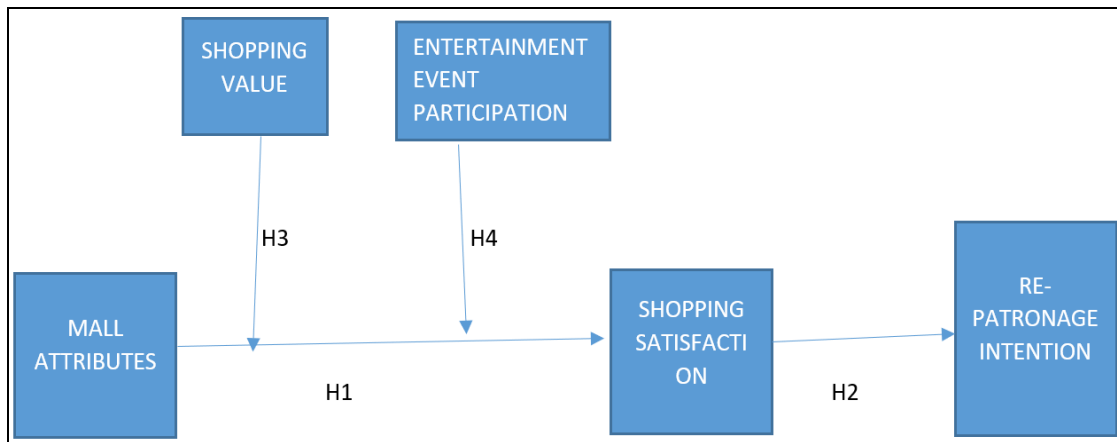 SHOPPING
VALUE
ENTERTAINMENT
EVENT
PARTICIPATION
H3
H4
MALL
ATTRIBUTES
H1
SHOPPING
SATISFACTI
ON
H2
RE-
PATRONAGE
INTENTION